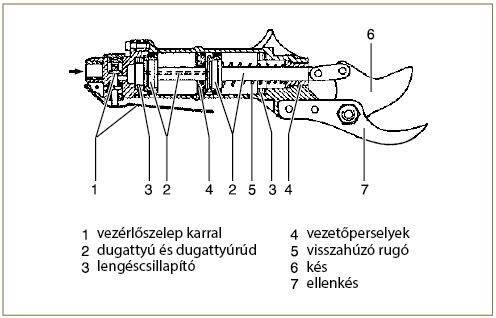 6
1
3
2
4
2
5
3
4
7
1 vezérlőszelep karral
2 dugattyú és dugattyúrúd
3 lengéscsillapító
4 vezetőperselyek
5 visszahúzó rugó
6 kés
7 ellenkés